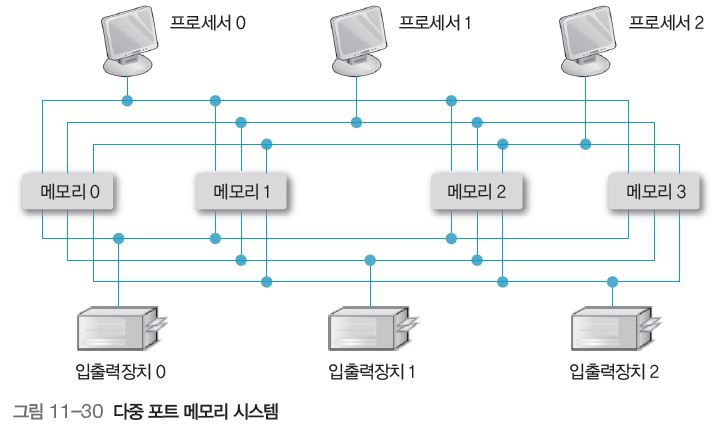 프로세서 0
프로세서 1
프로세서 2
메모리 0
메모리 1
메모리 2
메모리 3
입출력장치 0
입출력장치 1
입출력장치 2
그림 11-30 다중 포트 메모리 시스템